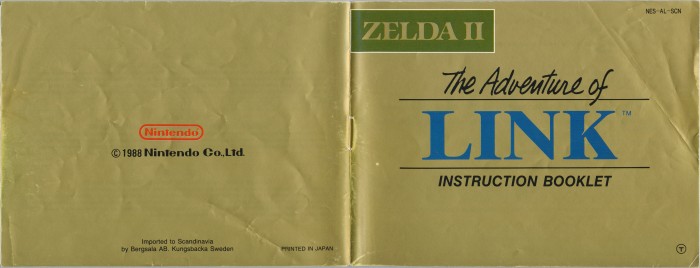 Nintendo
© 1988 Nintendo Co., Ltd.
Imported to Scandinavia
by Bergsala AB. Kungsbacka Sweden
PRINTED IN JAPAN
NES-AL-SCN
ZELDA II
The Adventure of
LINK™
INSTRUCTION BOOKLET
T